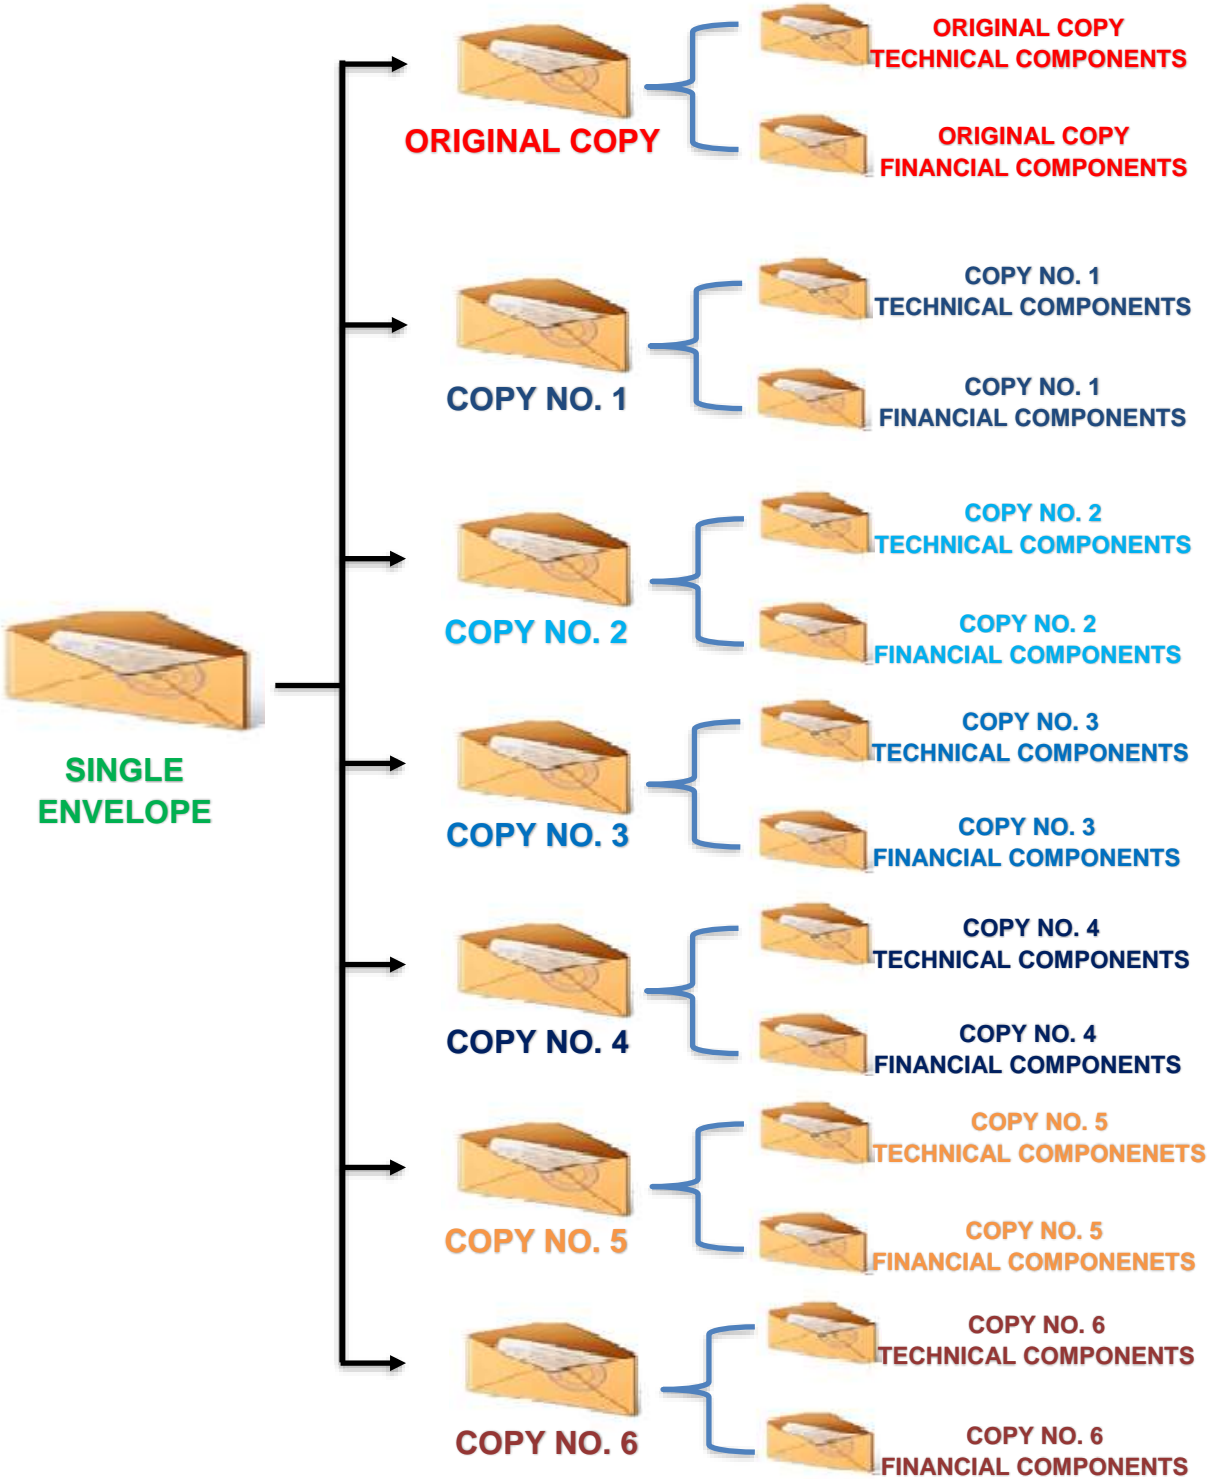 ORIGINAL COPY
TECHNICAL COMPONENTS
ORIGINAL COPY
ORIGINAL COPY
FINANCIAL COMPONENTS
COPY NO. 1
TECHNICAL COMPONENTS
COPY NO. 1
COPY NO. 1
FINANCIAL COMPONENTS
COPY NO. 2
TECHNICAL COMPONENTS
COPY NO. 2
COPY NO. 2
FINANCIAL COMPONENTS
SINGLE
ENVELOPE
COPY NO. 3
TECHNICAL COMPONENTS
COPY NO. 3
COPY NO. 3
FINANCIAL COMPONENTS
COPY NO. 4
TECHNICAL COMPONENTS
COPY NO. 4
COPY NO. 4
FINANCIAL COMPONENTS
COPY NO. 5
TECHNICAL COMPONENETS
COPY NO. 5
COPY NO. 5
FINANCIAL COMPONENETS
COPY NO. 6
TECHNICAL COMPONENTS
COPY NO. 6
COPY NO. 6
FINANCIAL COMPONENTS